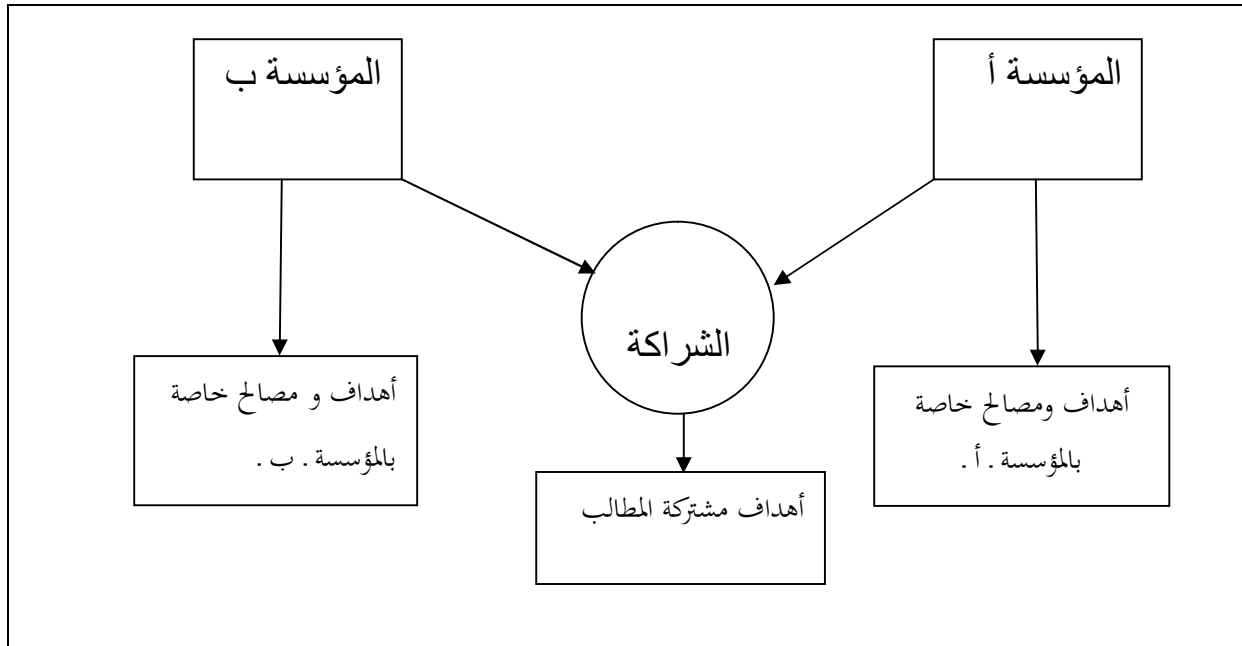 المؤسسة أ
المؤسسة ب
الشراكة
أهداف ومصالح خاصة
بالمؤسسة . أ .
أهداف و مصالح خاصة
بالمؤسسة . ب .
أهداف مشتركة المطالب